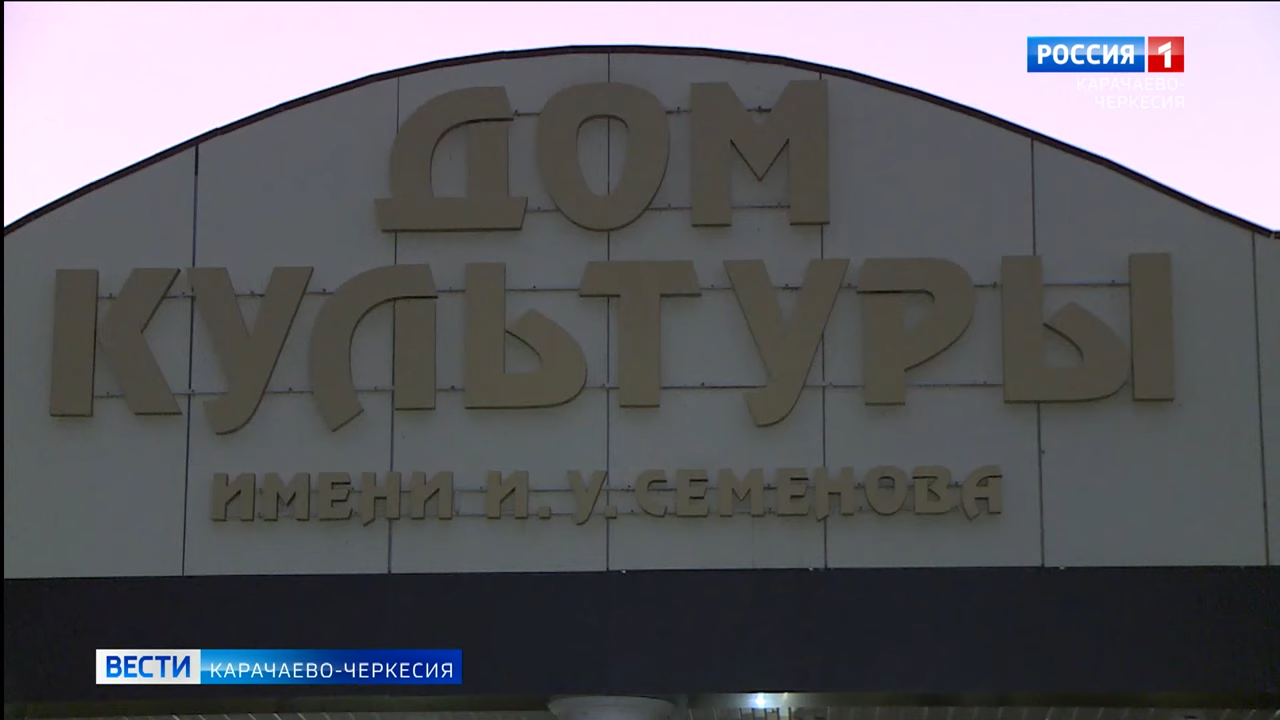 РОССИЯ 1
КАРАЧАЕВО-
ЧЕРКЕСИЯ
ДОМ
КУЛЬТУРЫ
ИМЕНИ И. У. СЕМЕНОВА
ВЕСТИ КАРАЧАЕВО-ЧЕРКЕСИЯ